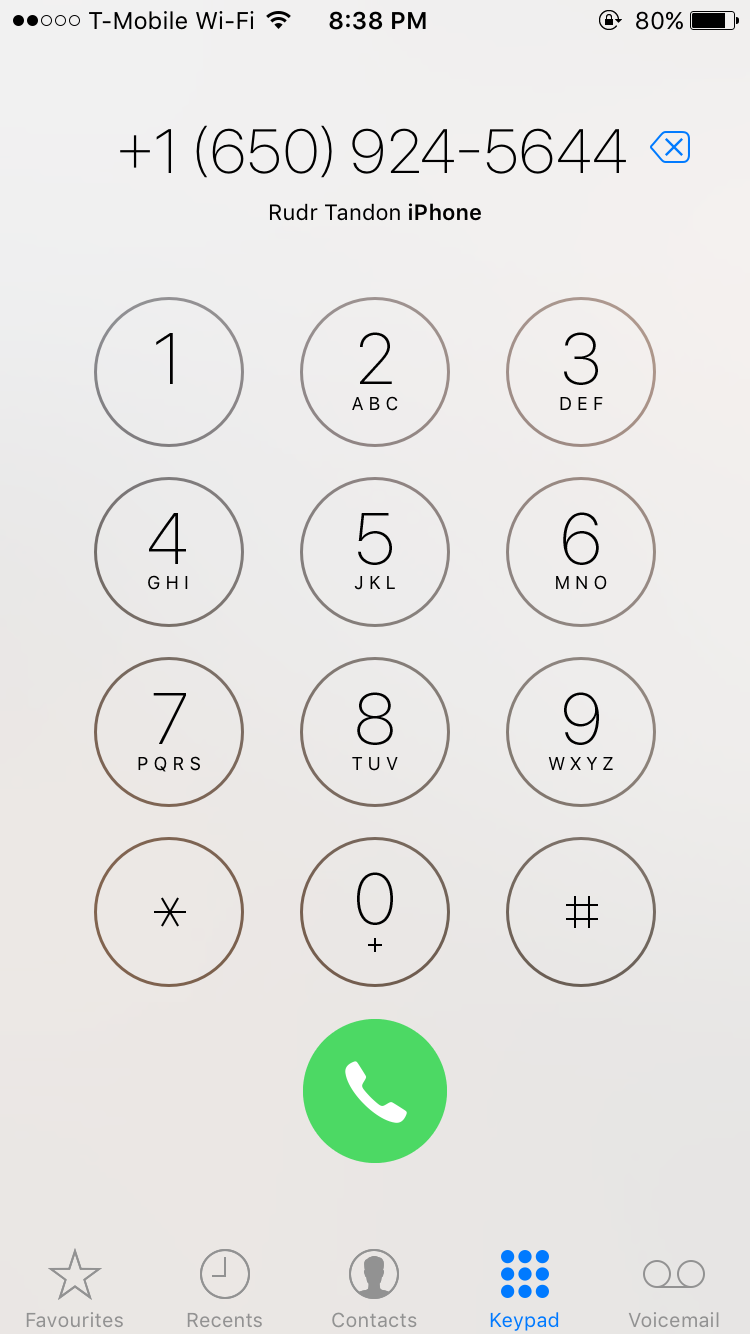 T-Mobile Wi-Fi 8:38 PM 80%
+1 (650) 924-5644
Rudr Tandon iPhone
1 2 3
ABC DEF
4 5 6
GHI JKL MNO
7 8 9
PQRS TUV WXYZ
* 0 #
+
Favourites Recents Contacts Keypad Voicemail